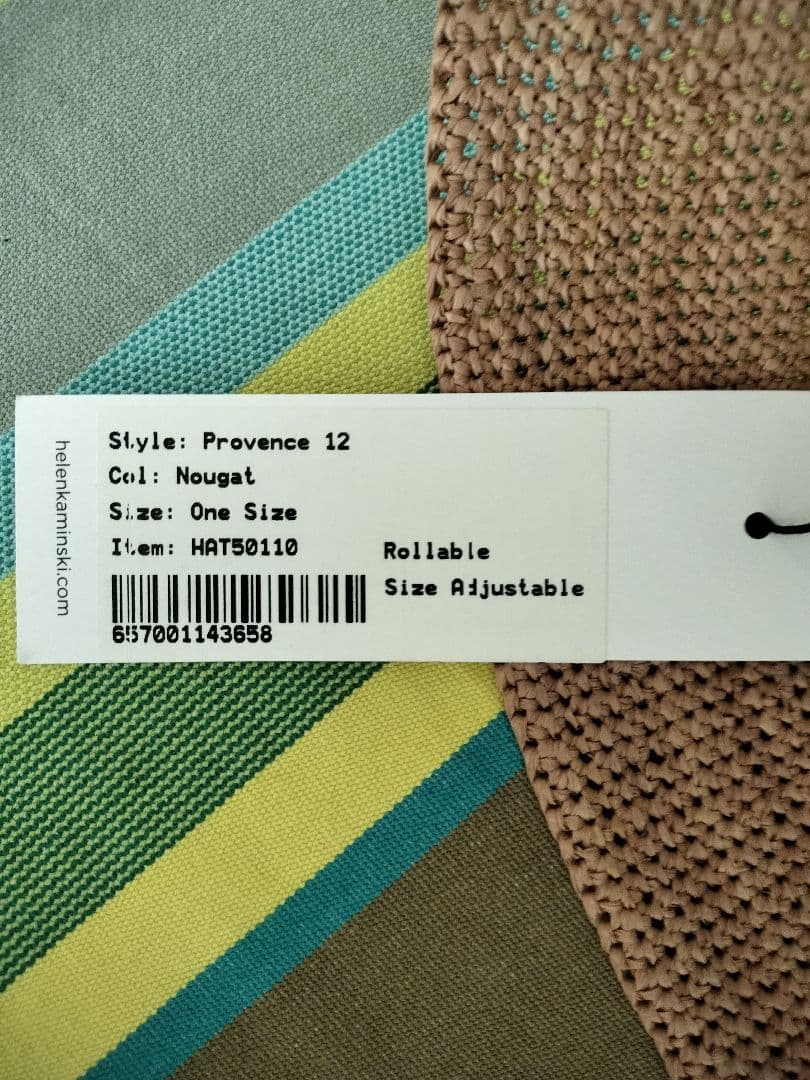 helenkaminski.com
Style: Provence 12
Col: Nougat
Size: One Size
Item: HAT50110
Rollable
Size Adjustable
657001143658